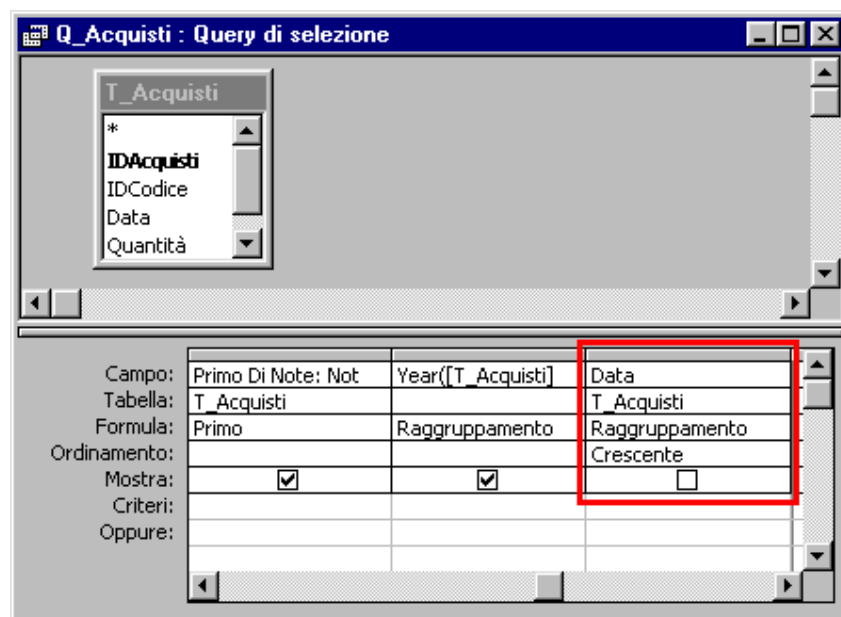 Q_Acquisti : Query di selezione
T_Acquisti
*
IDAcquisti
IDCodice
Data
Quantità
Campo: Primo Di Note: Not Year([T_Acquisti] Data
Tabella: T_Acquisti T_Acquisti
Formula: Primo Raggruppamento Raggruppamento
Ordinamento: Crescente
Mostra:
Criteri:
Oppure: